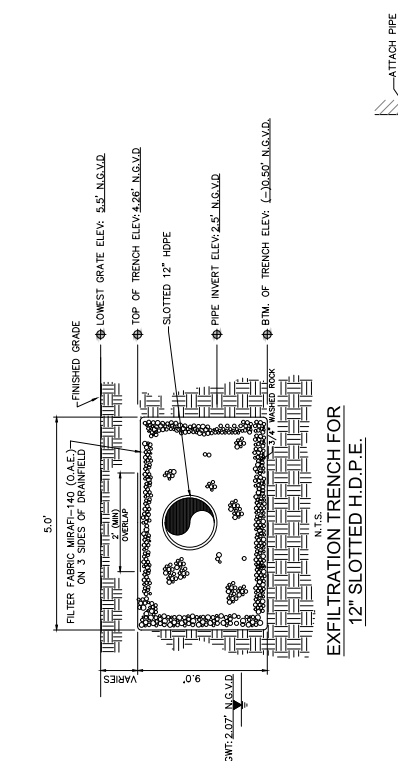 ATTACH PIPE
5.0'
FILTER FABRIC MIRAFI-140 (O.A.E.)
ON 3 SIDES OF DRAINFIELD
2' (MIN)
OVERLAP
FINISHED GRADE
LOWEST GRATE ELEV: 5.5' N.G.V.D
TOP OF TRENCH ELEV: 4.26' N.G.V.D
SLOTTED 12" HDPE
PIPE INVERT ELEV: 2.5' N.G.V.D
BTM. OF TRENCH ELEV: (-)0.50' N.G.V.D.
VARIES
9.0'
GWT: 2.07' N.G.V.D
3/4" WASHED ROCK
N.T.S.
EXFILTRATION TRENCH FOR
12" SLOTTED H.D.P.E.